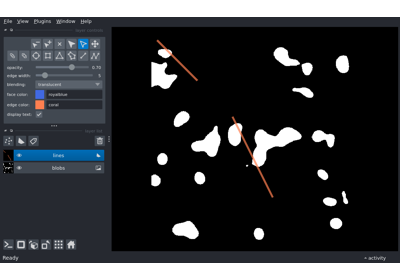 File View Plugins Window Help
opacity: 0.70
edge width: 5
blending: translucent
face color: royalblue
edge color: coral
display text: ✓
lines
blobs
Ready
activity